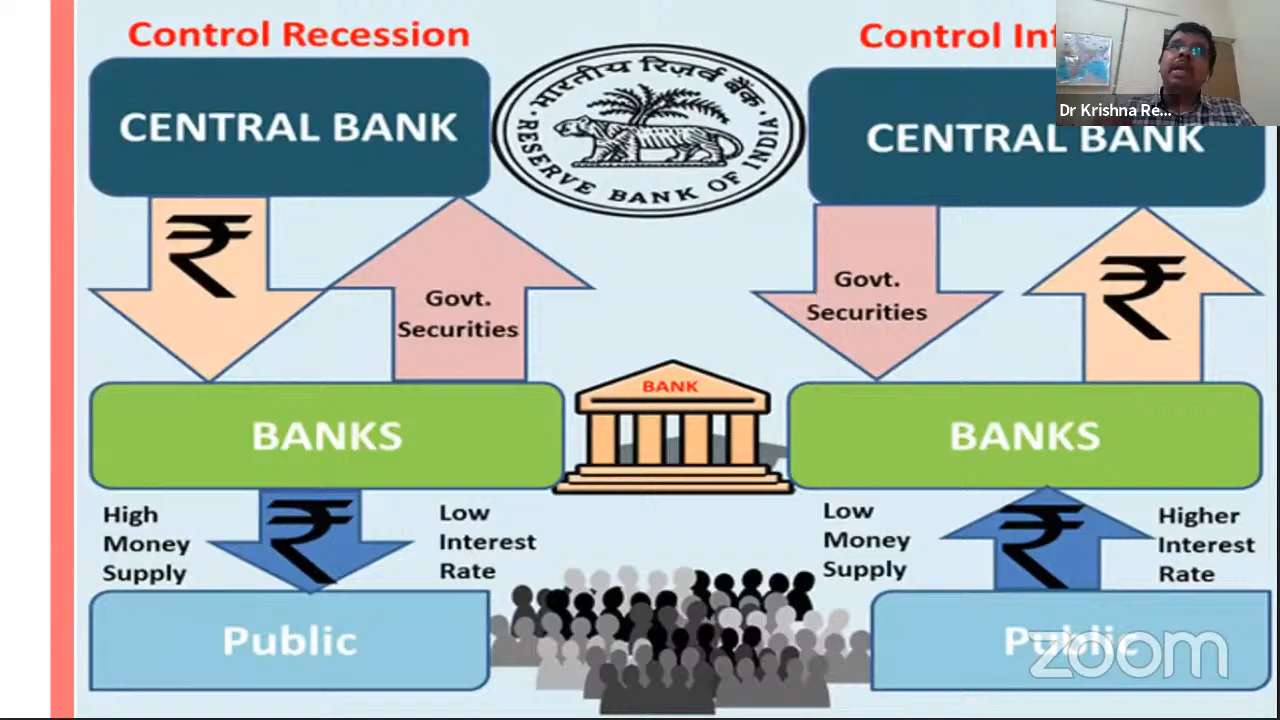 Control Recession
Control
Dr Krishna Re...
CENTRAL BANK
भारतीय रिज़र्व बैंक
RESERVE BANK OF INDIA
CENTRAL BANK
₹
Govt.
Securities
Govt.
Securities
₹
BANKS
BANK
BANKS
High
Money
Supply
₹
Low
Interest
Rate
Low
Money
Supply
₹
Higher
Interest
Rate
Public
Public
zoom